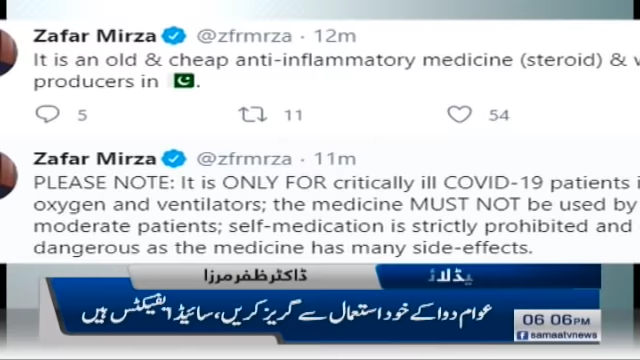 Zafar Mirza @zfrmrza · 12m
It is an old & cheap anti-inflammatory medicine (steroid) &
producers in 🇵🇰.
5 11 54
Zafar Mirza @zfrmrza · 11m
PLEASE NOTE: It is ONLY FOR critically ill COVID-19 patients
oxygen and ventilators; the medicine MUST NOT be used by
moderate patients; self-medication is strictly prohibited and
dangerous as the medicine has many side-effects.
ڈاکٹر ظفر مرزا
عوام دوا کے خود استعمال سے گریز کریں، سائیڈ ایفیکٹس ہیں
06 06PM
samaatvnews